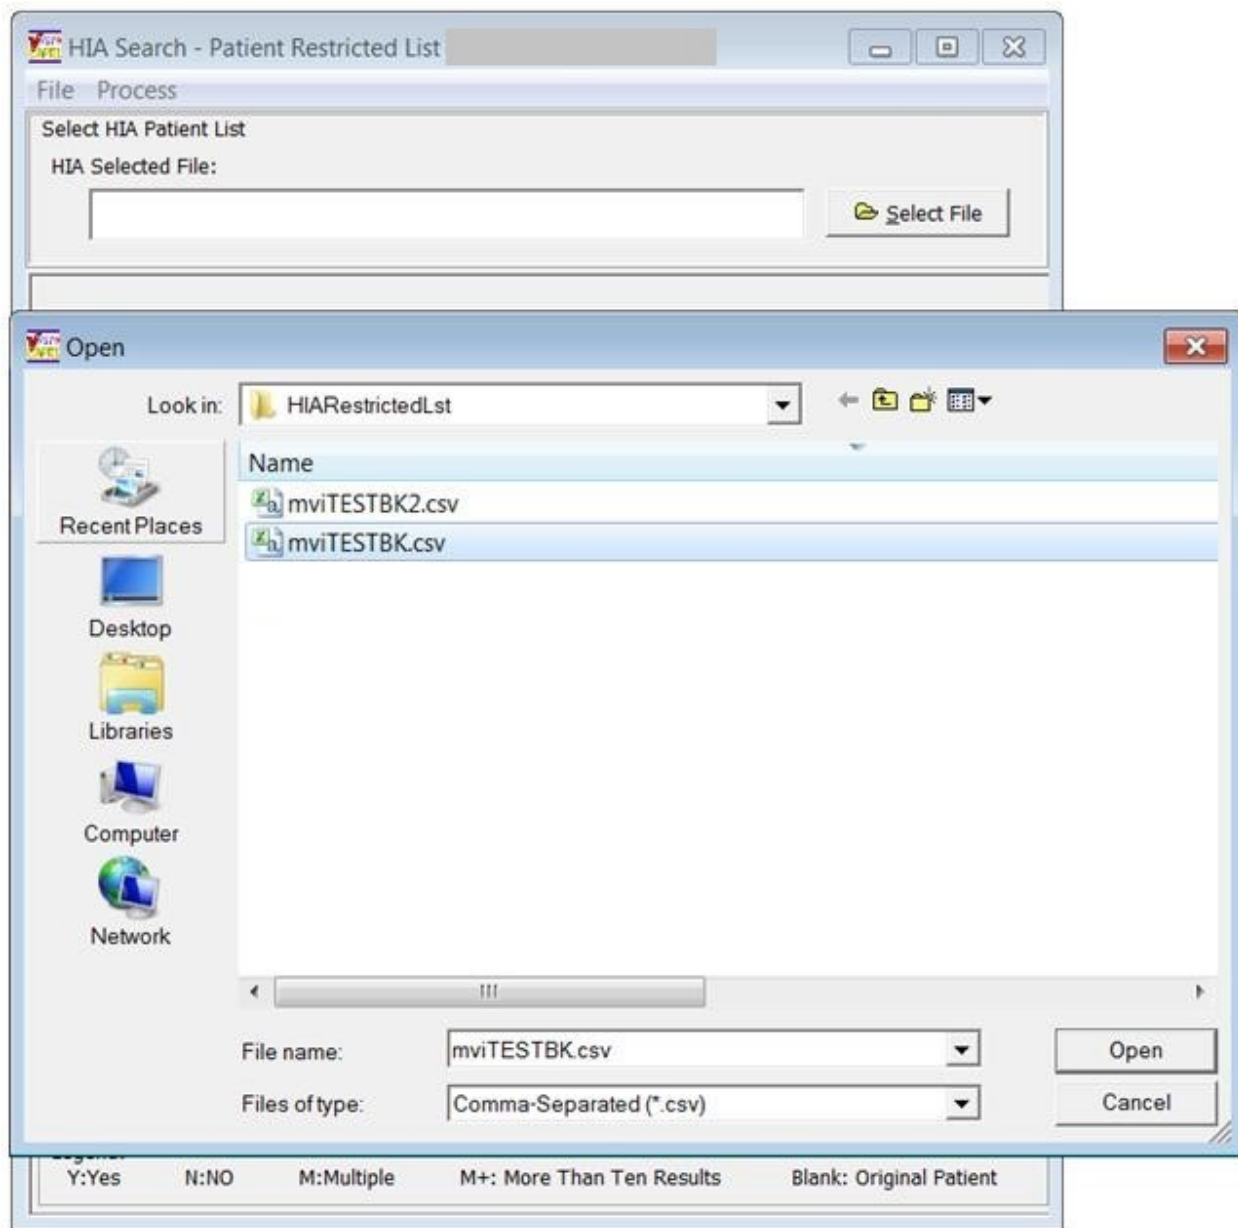 HIA Search - Patient Restricted List
File Process
Select HIA Patient List
HIA Selected File:
Select File
Open
Look in: HIARestrictedLst
Name
mviTESTBK2.csv
mviTESTBK.csv
Recent Places
Desktop
Libraries
Computer
Network
File name: mviTESTBK.csv Open
Files of type: Comma-Separated (*.csv) Cancel
Y:Yes N:NO M:Multiple M+: More Than Ten Results Blank: Original Patient